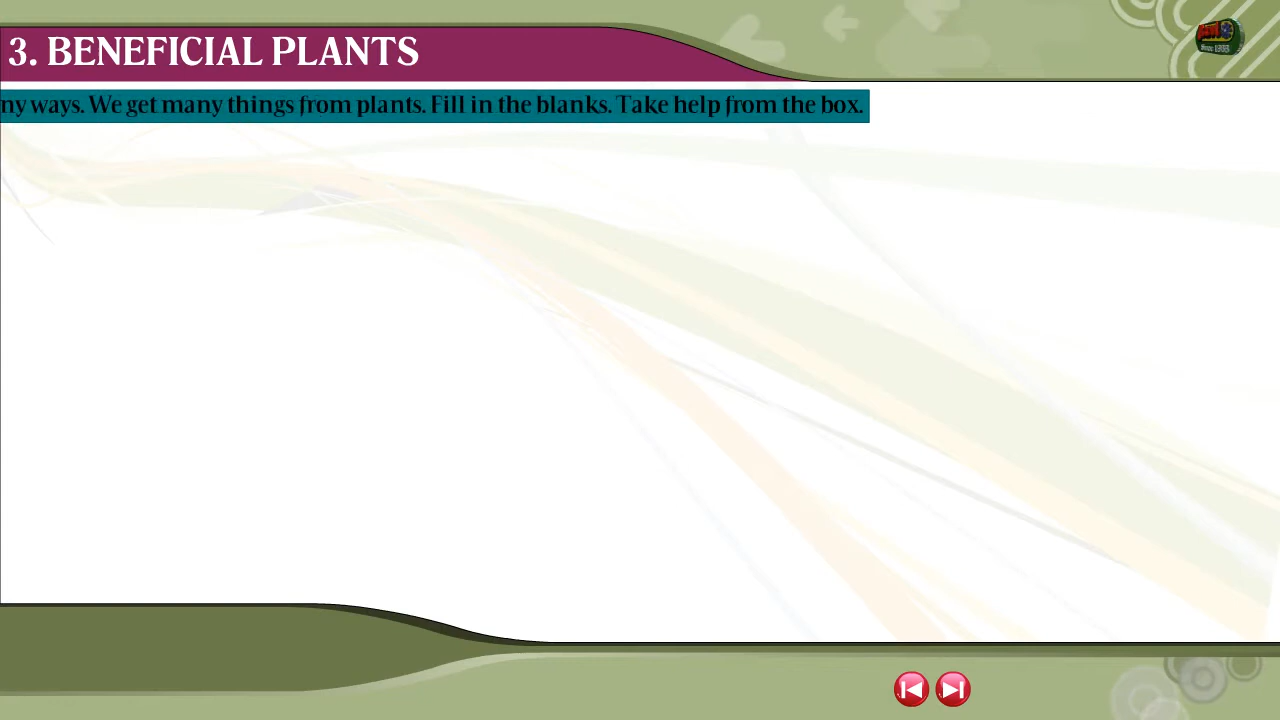 3. BENEFICIAL PLANTS
ny ways. We get many things from plants. Fill in the blanks. Take help from the box.